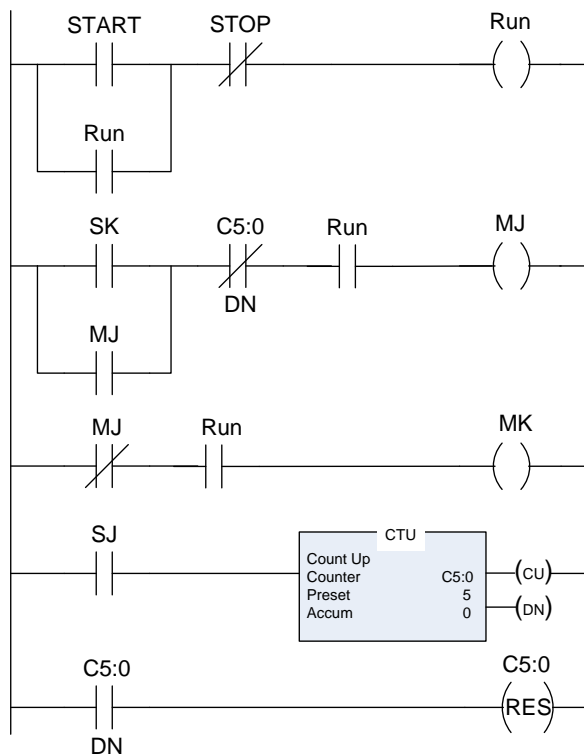 START STOP Run
Run
SK C5:0 Run MJ
DN
MJ
MJ Run MK
SJ
CTU
Count Up
Counter C5:0
Preset 5
Accum 0
CU
DN
C5:0 C5:0
RES
DN